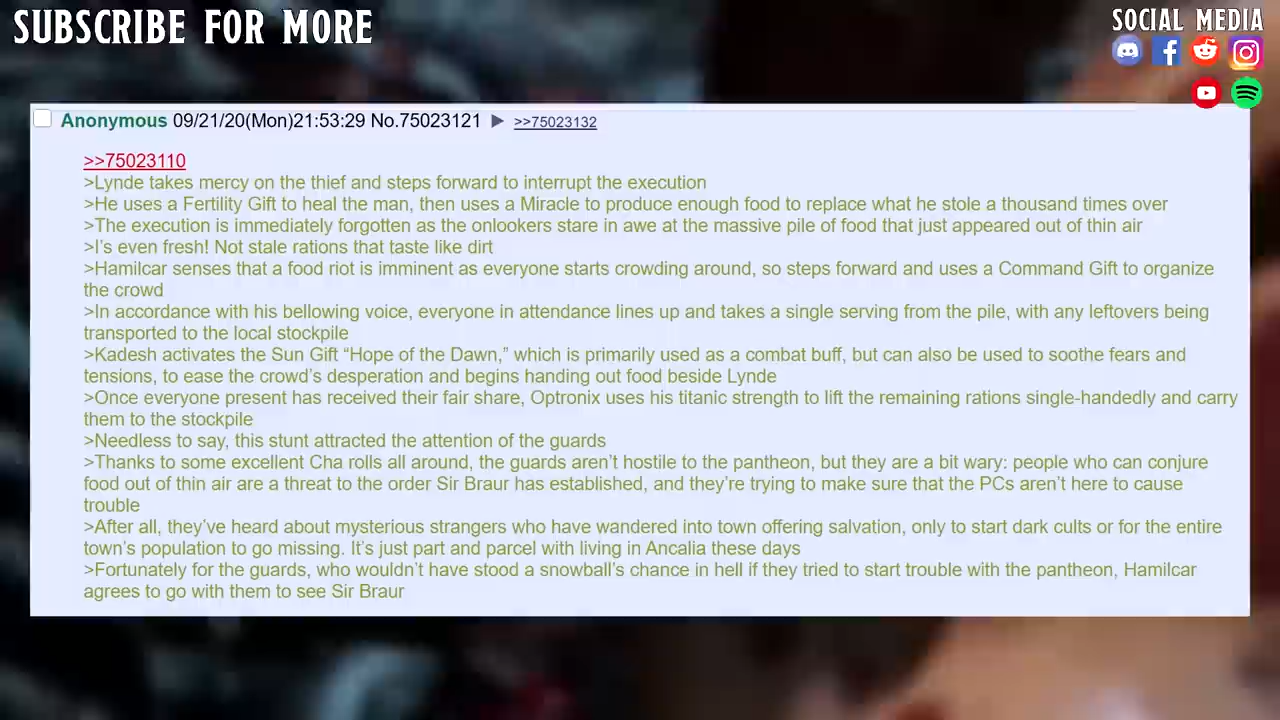 SUBSCRIBE FOR MORE
SOCIAL MEDIA
Anonymous 09/21/20(Mon)21:53:29 No.75023121 ▶ >>75023132
>>75023110
>Lynde takes mercy on the thief and steps forward to interrupt the execution
>He uses a Fertility Gift to heal the man, then uses a Miracle to produce enough food to replace what he stole a thousand times over
>The execution is immediately forgotten as the onlookers stare in awe at the massive pile of food that just appeared out of thin air
>I's even fresh! Not stale rations that taste like dirt
>Hamilcar senses that a food riot is imminent as everyone starts crowding around, so steps forward and uses a Command Gift to organize
the crowd
>In accordance with his bellowing voice, everyone in attendance lines up and takes a single serving from the pile, with any leftovers being
transported to the local stockpile
>Kadesh activates the Sun Gift “Hope of the Dawn,” which is primarily used as a combat buff, but can also be used to soothe fears and
tensions, to ease the crowd’s desperation and begins handing out food beside Lynde
>Once everyone present has received their fair share, Optronix uses his titanic strength to lift the remaining rations single-handedly and carry
them to the stockpile
>Needless to say, this stunt attracted the attention of the guards
>Thanks to some excellent Cha rolls all around, the guards aren’t hostile to the pantheon, but they are a bit wary: people who can conjure
food out of thin air are a threat to the order Sir Braur has established, and they’re trying to make sure that the PCs aren’t here to cause
trouble
>After all, they’ve heard about mysterious strangers who have wandered into town offering salvation, only to start dark cults or for the entire
town’s population to go missing. It’s just part and parcel with living in Ancalia these days
>Fortunately for the guards, who wouldn’t have stood a snowball’s chance in hell if they tried to start trouble with the pantheon, Hamilcar
agrees to go with them to see Sir Braur